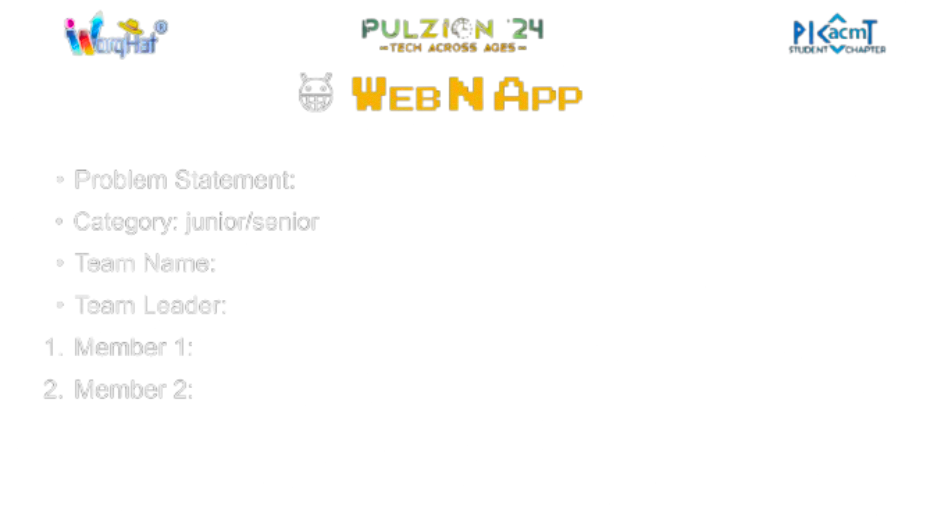 WorqHat®
PULZION '24
-TECH ACROSS AGES-
PICT acm
STUDENT CHAPTER
WEB N APP
• Problem Statement:
• Category: junior/senior
• Team Name:
• Team Leader:
1. Member 1:
2. Member 2: